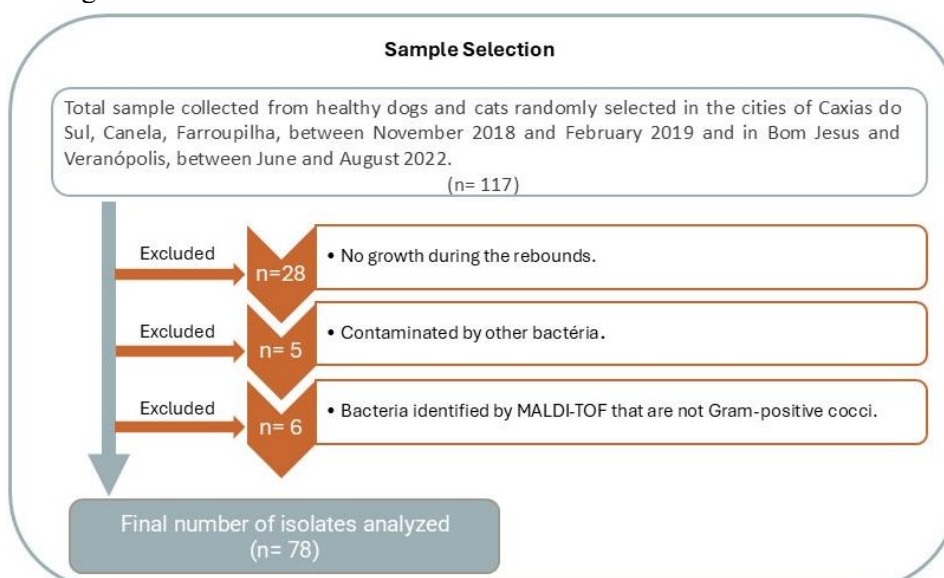 Sample Selection
Total sample collected from healthy dogs and cats randomly selected in the cities of Caxias do
Sul, Canela, Farroupilha, between November 2018 and February 2019 and in Bom Jesus and
Veranópolis, between June and August 2022.
(n= 117)
Excluded
n=28
• No growth during the rebounds.
Excluded
n= 5
• Contaminated by other bactéria.
Excluded
n= 6
• Bacteria identified by MALDI-TOF that are not Gram-positive cocci.
Final number of isolates analyzed
(n= 78)